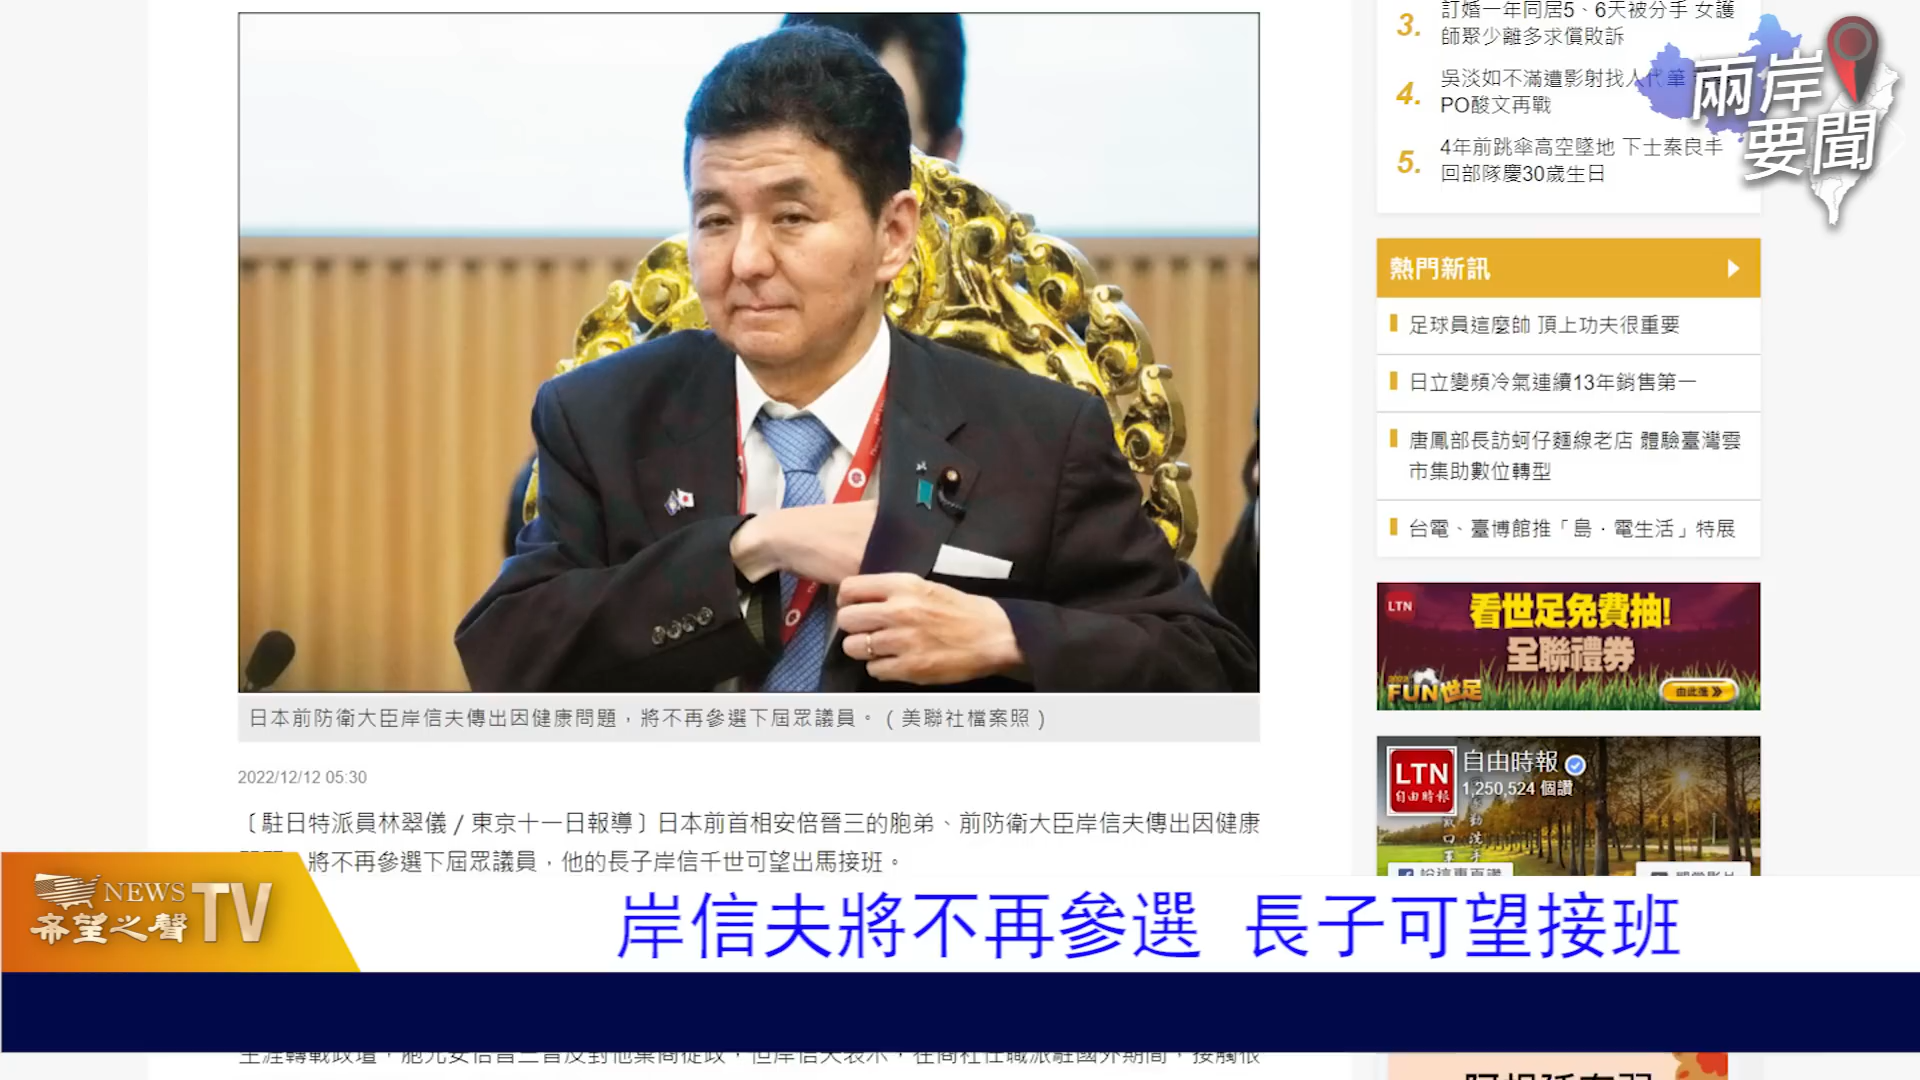 3.
訂婚一年同居5、6天被分手 女護
師聚少離多求償敗訴
4.
吳淡如不滿遭影射找人代筆
PO酸文再戰
5.
4年前跳傘高空墜地 下士秦良丰
回部隊慶30歲生日
兩岸
要聞
熱門新訊
足球員這麼帥 頂上功夫很重要
日立變頻冷氣連續13年銷售第一
唐鳳部長訪蚵仔麵線老店 體驗臺灣雲
市集助數位轉型
台電、臺博館推「島．電生活」特展
LTN
看世足免費抽!
全聯禮券
FUN世足
由此進
LTN
自由時報
自由時報
1,250,524 個讚
日本前防衛大臣岸信夫傳出因健康問題，將不再參選下屆眾議員。（美聯社檔案照）
2022/12/12 05:30
〔駐日特派員林翠儀／東京十一日報導〕日本前首相安倍晉三的胞弟、前防衛大臣岸信夫傳出因健康
將不再參選下屆眾議員，他的長子岸信千世可望出馬接班。
NEWS
希望之聲TV
岸信夫將不再參選 長子可望接班